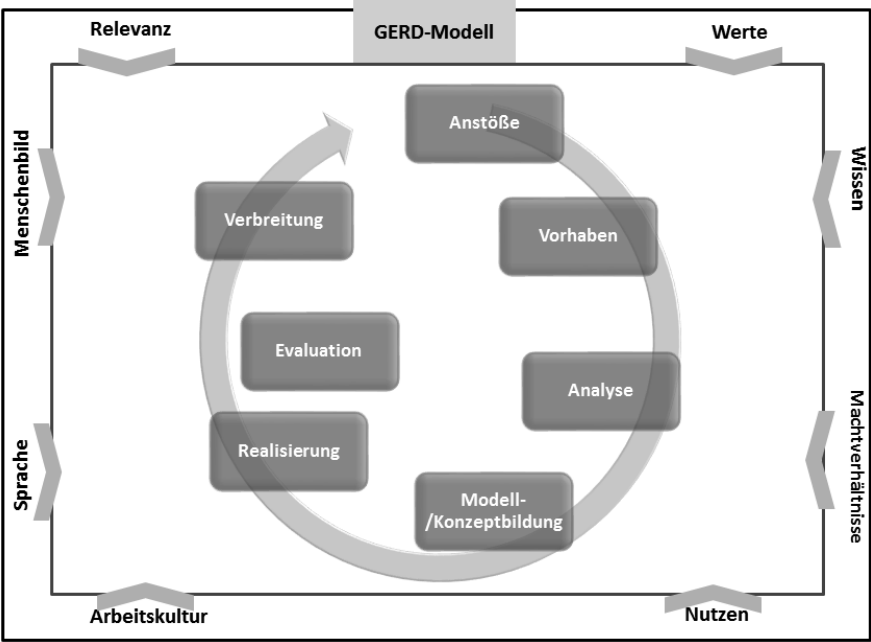 GERD-Modell
Relevanz
Werte
Menschenbild
Wissen
Sprache
Machtverhältnisse
Arbeitskultur
Nutzen
Anstöße
Vorhaben
Analyse
Modell-
/Konzeptbildung
Realisierung
Evaluation
Verbreitung